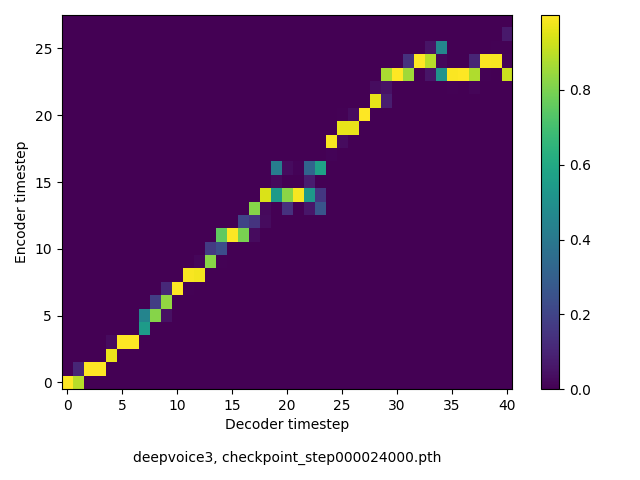 25
20
15
10
5
0
Encoder timestep
0 5 10 15 20 25 30 35 40
Decoder timestep
0.8
0.6
0.4
0.2
0.0
deepvoice3, checkpoint_step000024000.pth